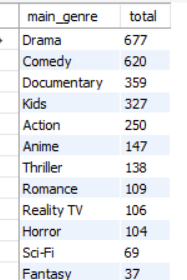 main_genre total
Drama 677
Comedy 620
Documentary 359
Kids 327
Action 250
Anime 147
Thriller 138
Romance 109
Reality TV 106
Horror 104
Sci-Fi 69
Fantasy 37